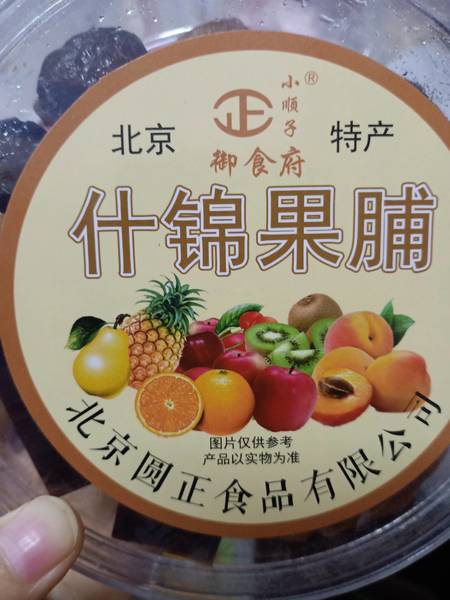 正
小顺子®
北京
特产
御食府
什锦果脯
图片仅供参考
产品以实物为准
北京圆正食品有限公司